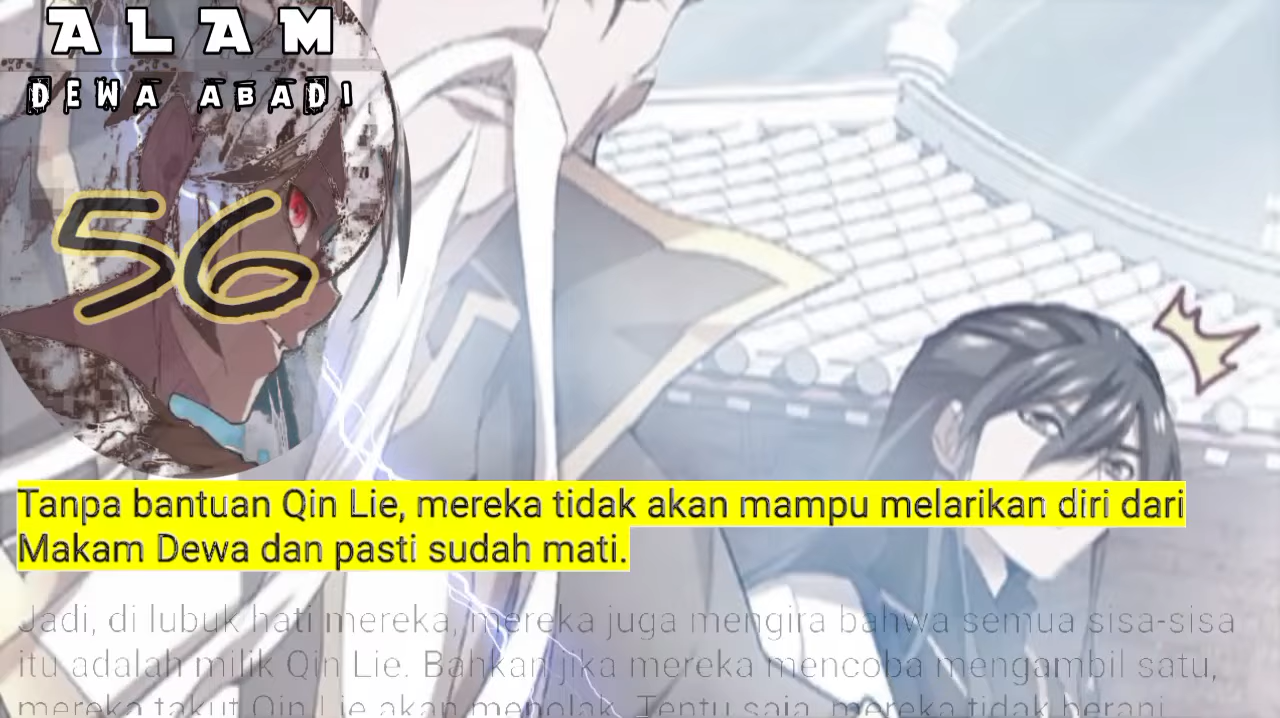 ALAM
DEWA ABADI
56
Tanpa bantuan Qin Lie, mereka tidak akan mampu melarikan diri dari
Makam Dewa dan pasti sudah mati.
Jadi, di lubuk hati mereka, mereka juga mengira bahwa semua sisa-sisa
itu adalah milik Qin Lie. Bahkan jika mereka mencoba mengambil satu,
mereka takut Qin Lie akan menolak. Tentu saja, mereka tidak berani